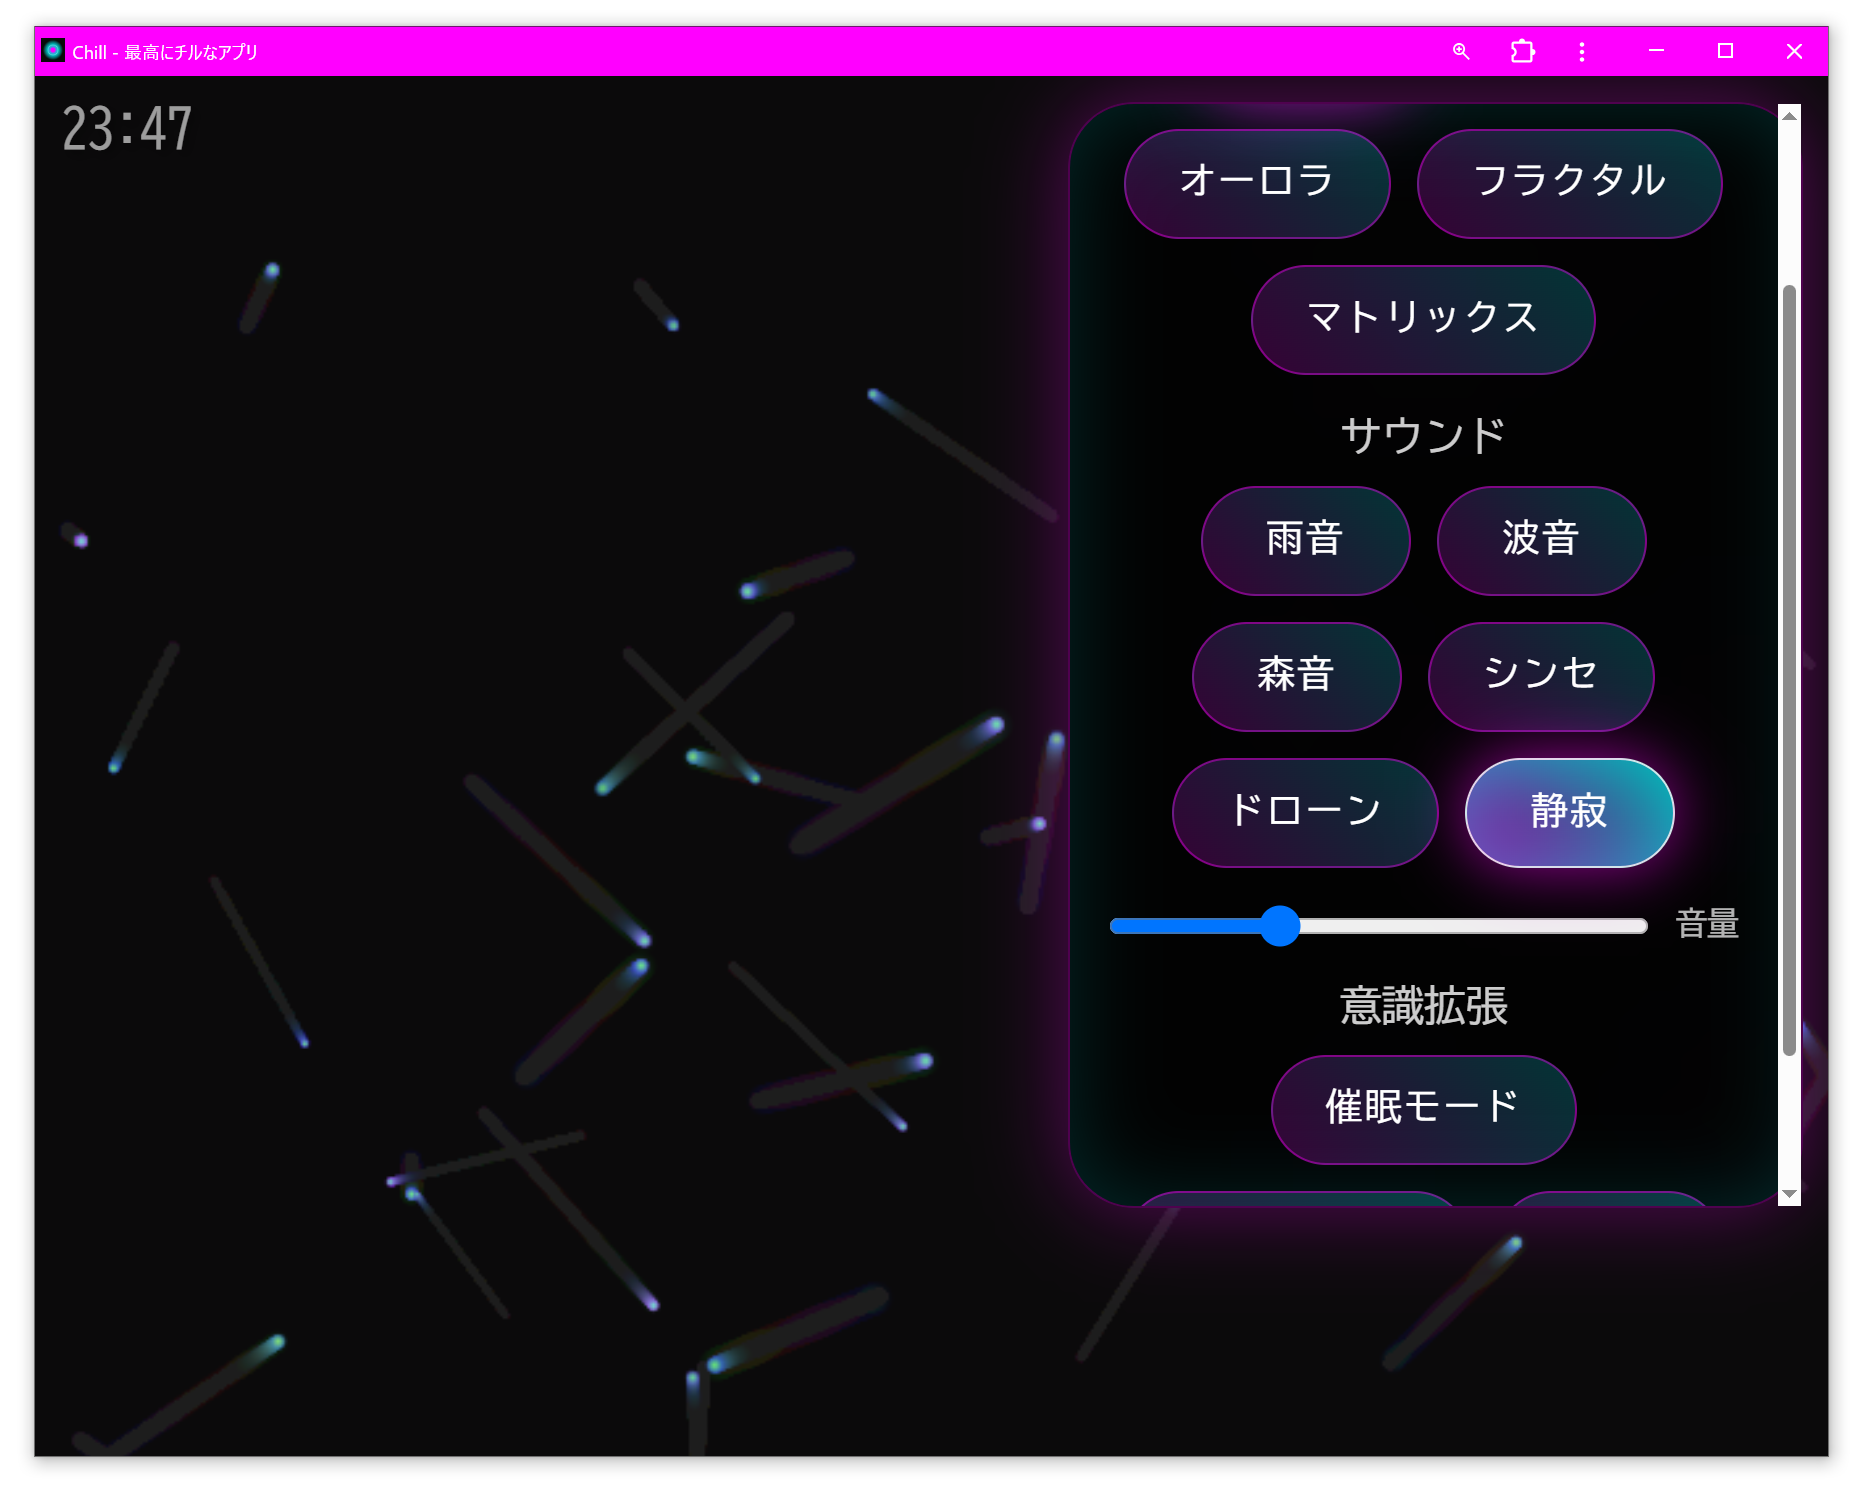 Chill - 最高にチルなアプリ
23:47
オーロラ フラクタル
マトリックス
サウンド
雨音 波音
森音 シンセ
ドローン 静寂
音量
意識拡張
催眠モード